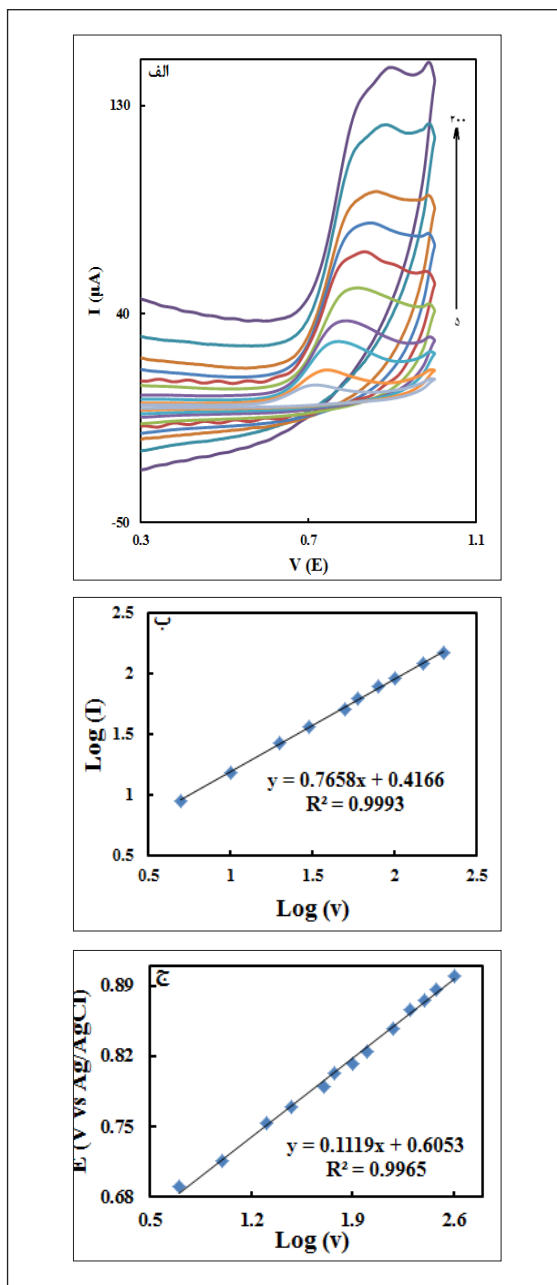 الف
130
40
-50
I (µA)
۲۰۰
۵
0.3
0.7
1.1
V (E)
ب
2.5
2
1.5
1
0.5
Log (I)
y = 0.7658x + 0.4166
R² = 0.9993
0.5
1
1.5
2
2.5
Log (v)
ج
0.89
0.82
0.75
0.68
E (V vs Ag/AgCl)
y = 0.1119x + 0.6053
R² = 0.9965
0.5
1.2
1.9
2.6
Log (v)